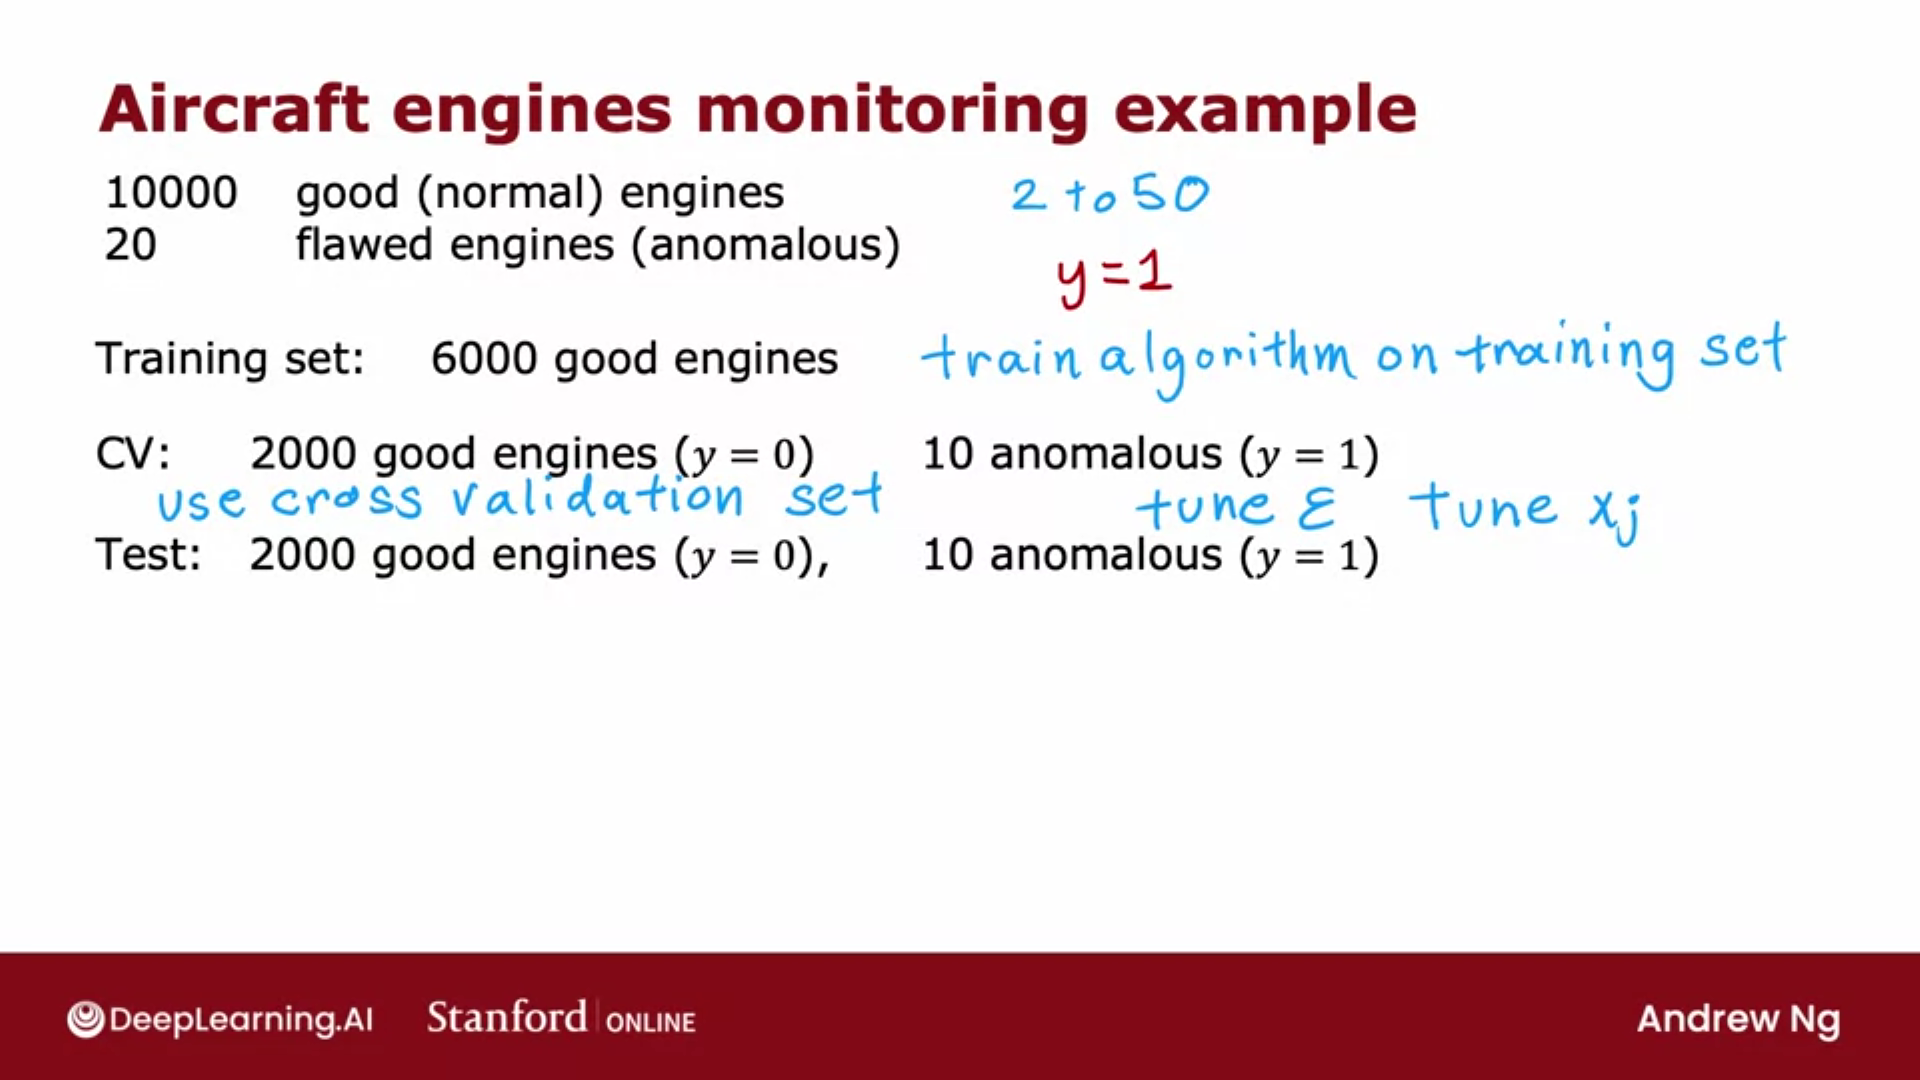 Aircraft engines monitoring example
10000 good (normal) engines 2 to 50
20 flawed engines (anomalous)
y=1
Training set: 6000 good engines train algorithm on training set
CV: 2000 good engines (y = 0) 10 anomalous (y = 1)
use cross validation set tune ε tune xj
Test: 2000 good engines (y = 0), 10 anomalous (y = 1)
DeepLearning.AI Stanford ONLINE Andrew Ng